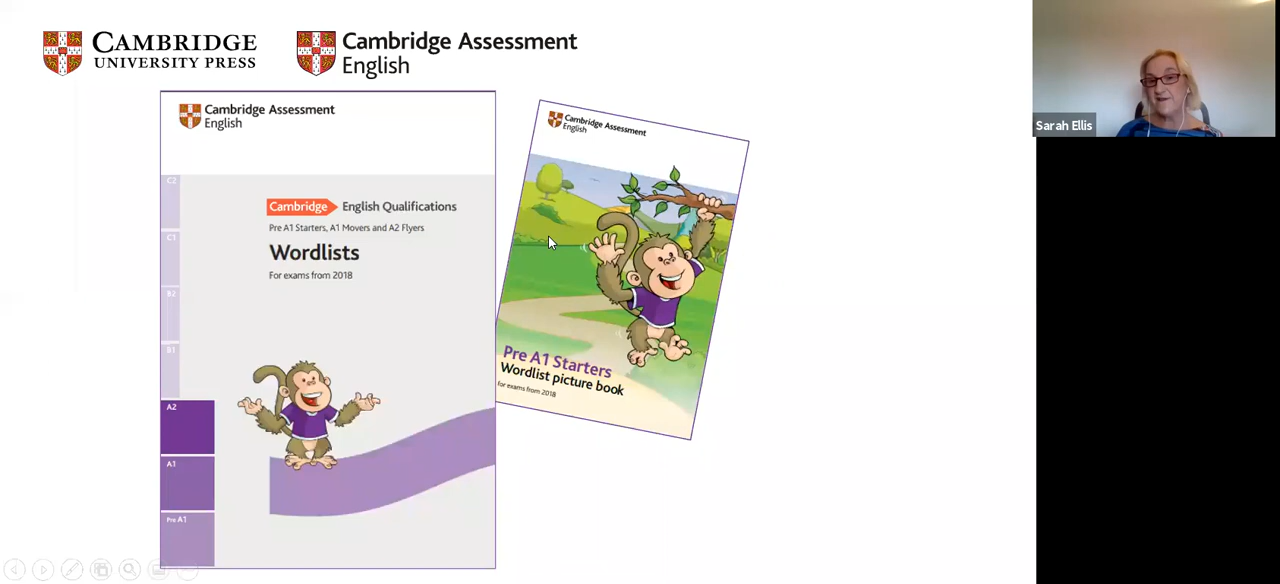 CAMBRIDGE
UNIVERSITY PRESS
Cambridge Assessment
English
Cambridge Assessment
English
C2
C1
B2
B1
A2
A1
Pre A1
Cambridge English Qualifications
Pre A1 Starters, A1 Movers and A2 Flyers
Wordlists
For exams from 2018
Cambridge Assessment
English
Pre A1 Starters
Wordlist picture book
for exams from 2018
Sarah Ellis